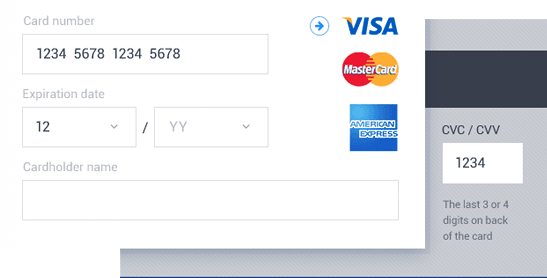 Card number
1234 5678 1234 5678
Expiration date
12 / YY
Cardholder name
VISA
MasterCard
AMERICAN
EXPRESS
CVC / CVV
1234
The last 3 or 4
digits on back
of the card